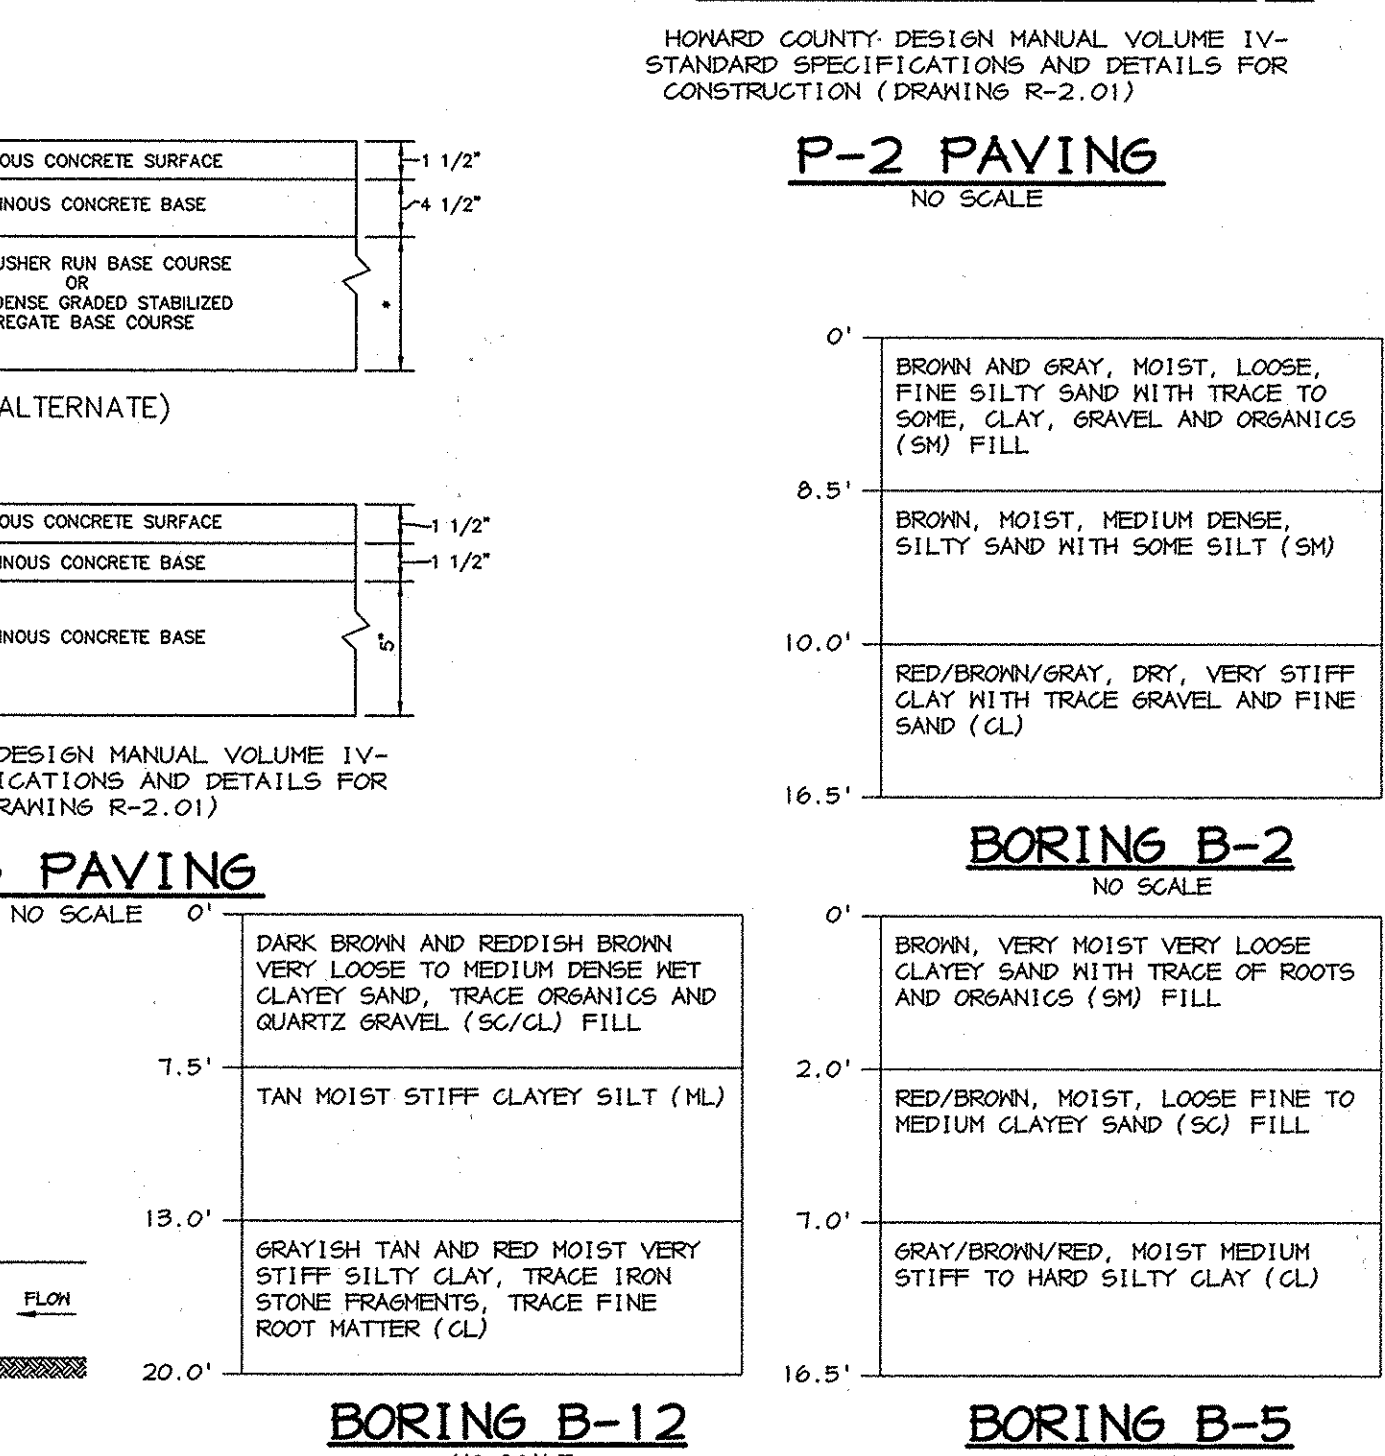 HOWARD COUNTY DESIGN MANUAL VOLUME IV-
STANDARD SPECIFICATIONS AND DETAILS FOR
CONSTRUCTION (DRAWING R-2.01)
P-2 PAVING
NO SCALE
CONCRETE SURFACE
1 1/2"
CONCRETE BASE
4 1/2"
RUN BASE COURSE
OR
DENSE GRADED STABILIZED
BASE COURSE
*
ALTERNATE)
CONCRETE SURFACE
1 1/2"
CONCRETE BASE
1 1/2"
CONCRETE BASE
5"
DESIGN MANUAL VOLUME IV-
AND DETAILS FOR
R-2.01)
PAVING
NO SCALE
0'
BROWN AND GRAY, MOIST, LOOSE,
FINE SILTY SAND WITH TRACE TO
SOME, CLAY, GRAVEL AND ORGANICS
(SM) FILL
8.5'
BROWN, MOIST, MEDIUM DENSE,
SILTY SAND WITH SOME SILT (SM)
10.0'
RED/BROWN/GRAY, DRY, VERY STIFF
CLAY WITH TRACE GRAVEL AND FINE
SAND (CL)
16.5'
BORING B-2
NO SCALE
0'
DARK BROWN AND REDDISH BROWN
VERY LOOSE TO MEDIUM DENSE WET
CLAYEY SAND, TRACE ORGANICS AND
QUARTZ GRAVEL (SC/CL) FILL
7.5'
TAN MOIST STIFF CLAYEY SILT (ML)
13.0'
GRAYISH TAN AND RED MOIST VERY
STIFF SILTY CLAY, TRACE IRON
STONE FRAGMENTS, TRACE FINE
ROOT MATTER (CL)
20.0'
BORING B-12
0'
BROWN, VERY MOIST VERY LOOSE
CLAYEY SAND WITH TRACE OF ROOTS
AND ORGANICS (SM) FILL
2.0'
RED/BROWN, MOIST, LOOSE FINE TO
MEDIUM CLAYEY SAND (SC) FILL
7.0'
GRAY/BROWN/RED, MOIST MEDIUM
STIFF TO HARD SILTY CLAY (CL)
16.5'
BORING B-5
FLOW